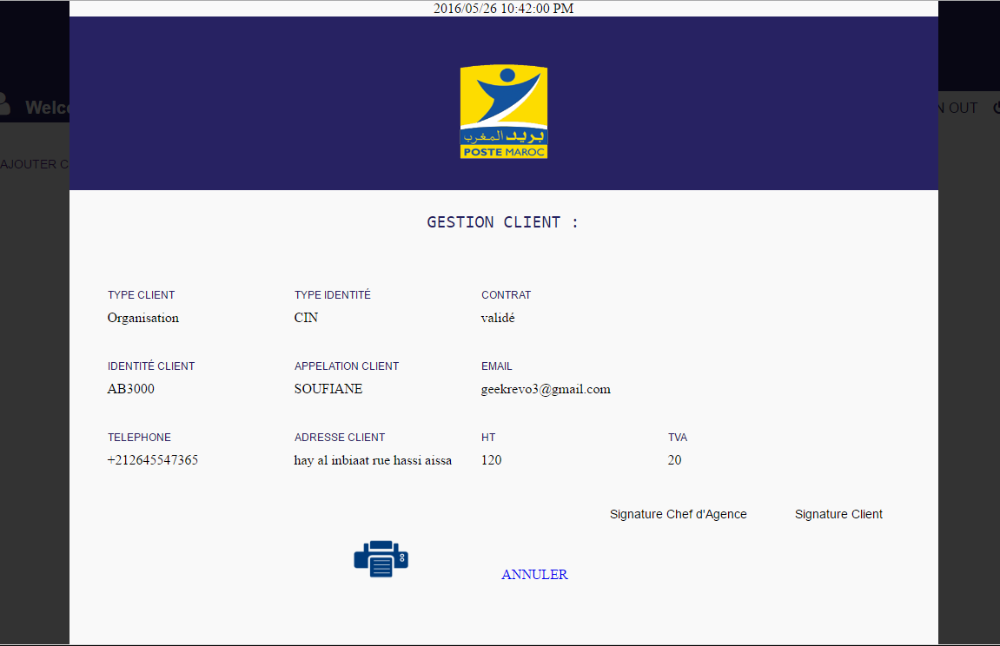 2016/05/26 10:42:00 PM
بريد المغرب
POSTE MAROC
Welco
N OUT
AJOUTER C
GESTION CLIENT :
TYPE CLIENT TYPE IDENTITÉ CONTRAT
Organisation CIN validé
IDENTITÉ CLIENT APPELATION CLIENT EMAIL
AB3000 SOUFIANE geekrevo3@gmail.com
TELEPHONE ADRESSE CLIENT HT TVA
+212645547365 hay al inbiaat rue hassi aissa 120 20
Signature Chef d'Agence Signature Client
ANNULER